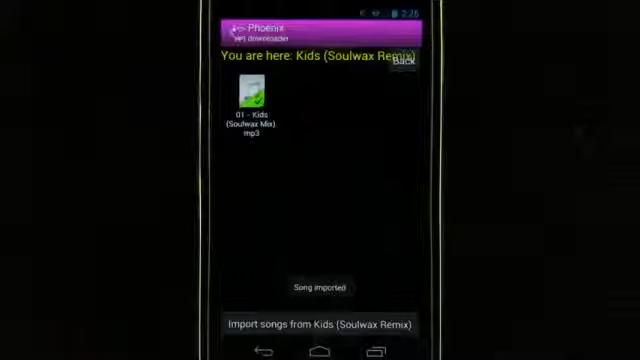 2:26
Phoenix
MP3 downloader
You are here: Kids (Soulwax Remix)
Back
01 - Kids
(Soulwax Mix).
mp3
Song imported
Import songs from Kids (Soulwax Remix)